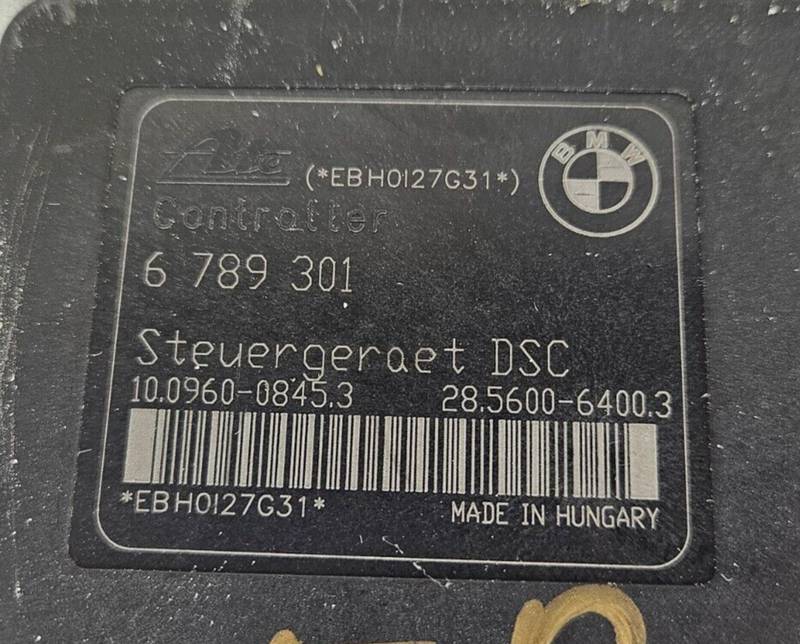 Ate (*EBH0127G31*) BMW
Controller
6 789 301
Steuergeraet DSC
10.0960-0845.3 28.5600-6400.3
*EBH0127G31* MADE IN HUNGARY